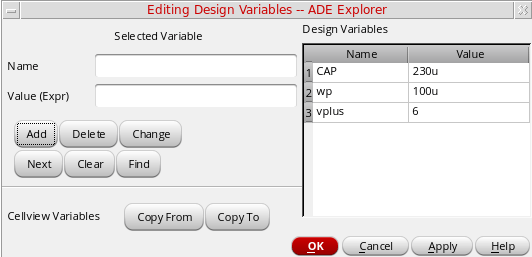 Editing Design Variables -- ADE Explorer
Selected Variable
Name
Value (Expr)
Add Delete Change
Next Clear Find
Cellview Variables Copy From Copy To
Design Variables
Name Value
1 CAP 230u
2 wp 100u
3 vplus 6
OK Cancel Apply Help